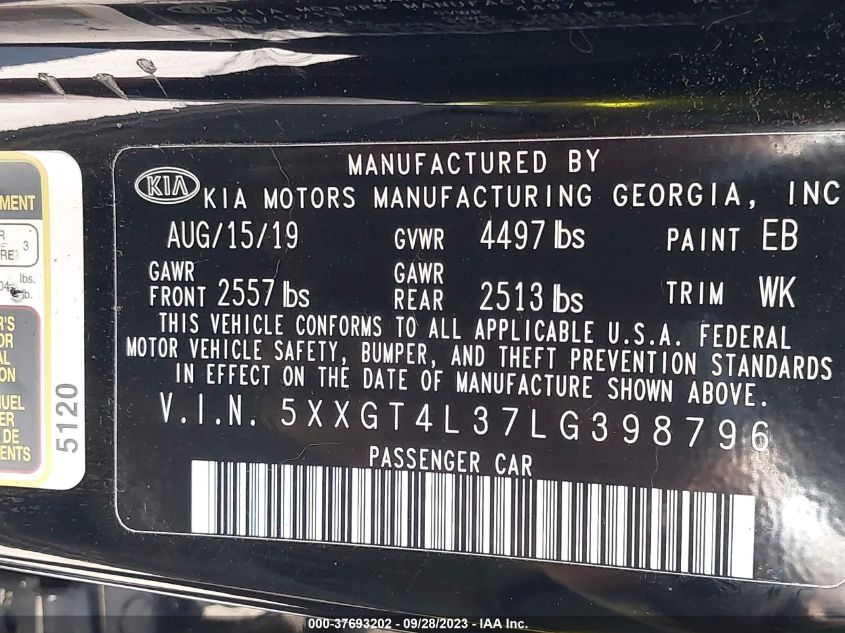 MANUFACTURED BY
KIA KIA MOTORS MANUFACTURING GEORGIA, INC
AUG/15/19 GVWR 4497 lbs PAINT EB
GAWR FRONT 2557 lbs GAWR REAR 2513 lbs TRIM WK
THIS VEHICLE CONFORMS TO ALL APPLICABLE U.S.A. FEDERAL
MOTOR VEHICLE SAFETY, BUMPER, AND THEFT PREVENTION STANDARDS
IN EFFECT ON THE DATE OF MANUFACTURE SHOWN ABOVE.
V.I.N. 5XXGT4L37LG398796
PASSENGER CAR
MENT
3
lbs.
5120
000-37693202 - 09/28/2023 - IAA Inc.